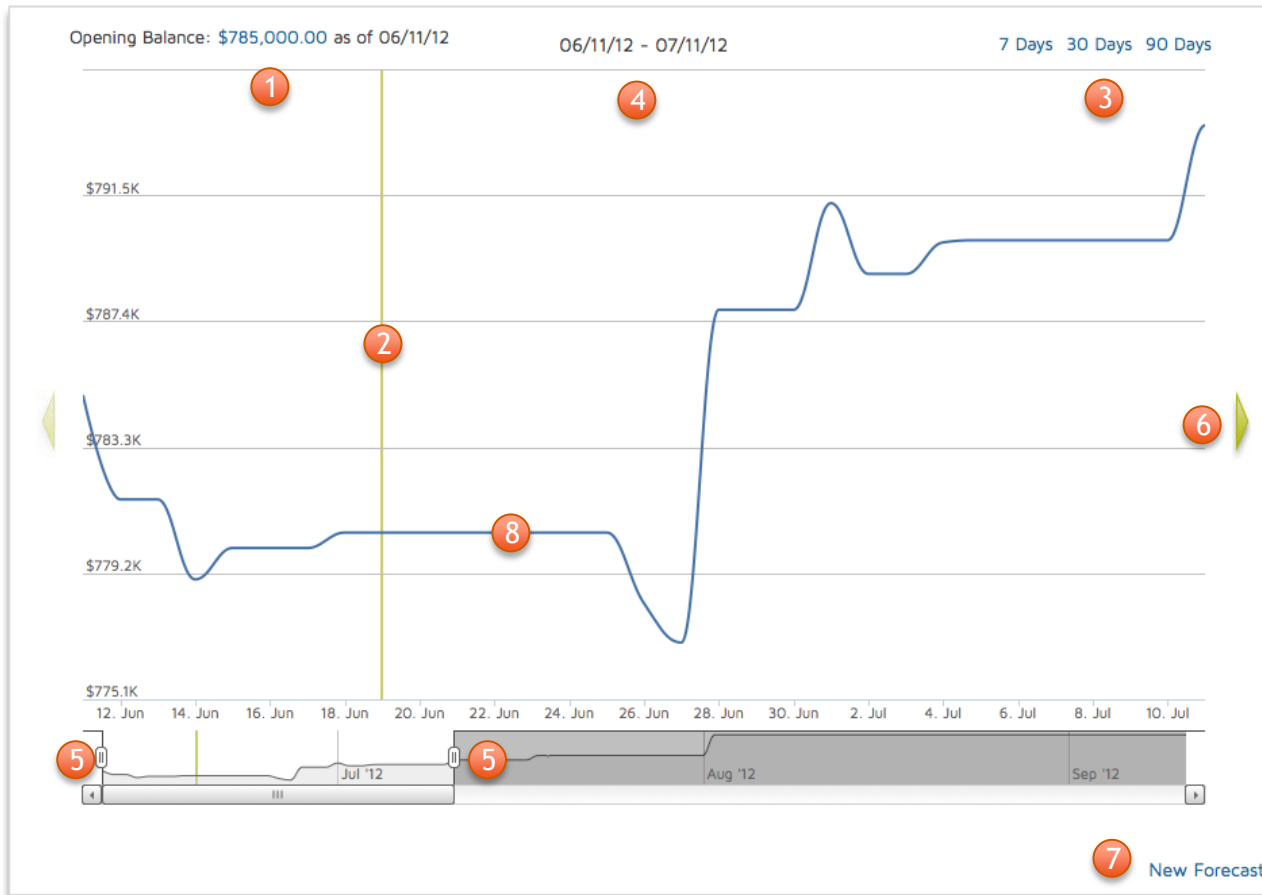 Opening Balance: $785,000.00 as of 06/11/12
06/11/12 - 07/11/12
7 Days 30 Days 90 Days
1
4
3
$791.5K
$787.4K
2
$783.3K
6
8
$779.2K
$775.1K
12. Jun 14. Jun 16. Jun 18. Jun 20. Jun 22. Jun 24. Jun 26. Jun 28. Jun 30. Jun 2. Jul 4. Jul 6. Jul 8. Jul 10. Jul
5
5
Jul '12 Aug '12 Sep '12
7
New Forecast